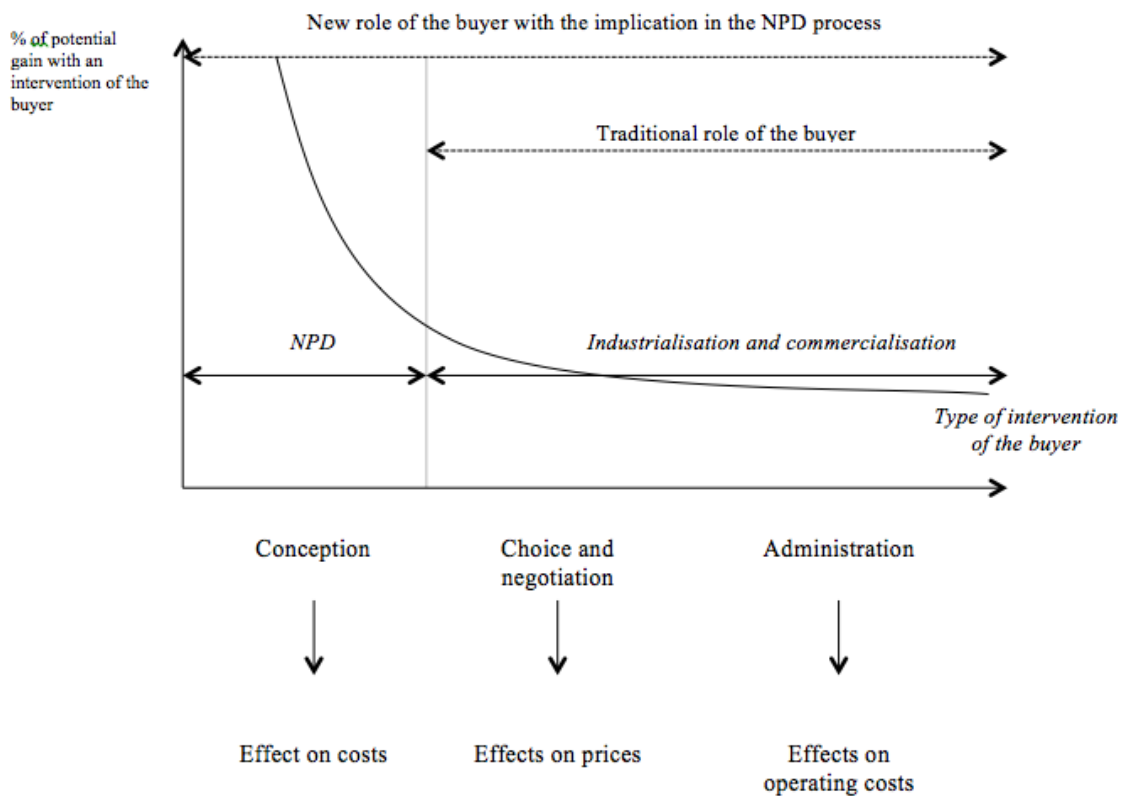 New role of the buyer with the implication in the NPD process
% of potential
gain with an
intervention of the
buyer
Traditional role of the buyer
NPD
Industrialisation and commercialisation
Type of intervention
of the buyer
Conception
Choice and
negotiation
Administration
Effect on costs
Effects on prices
Effects on
operating costs